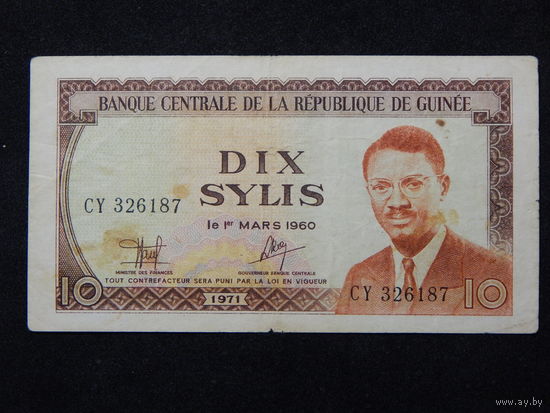 BANQUE CENTRALE DE LA RÉPUBLIQUE DE GUINÉE
DIX
SYLIS
CY 326187
le 1er MARS 1960
MINISTRE DES FINANCES
GOUVERNEUR BANQUE CENTRALE
TOUT CONTREFACTEUR SERA PUNI PAR LA LOI EN VIGUEUR
10
1971
CY 326187
10
www.ay.by